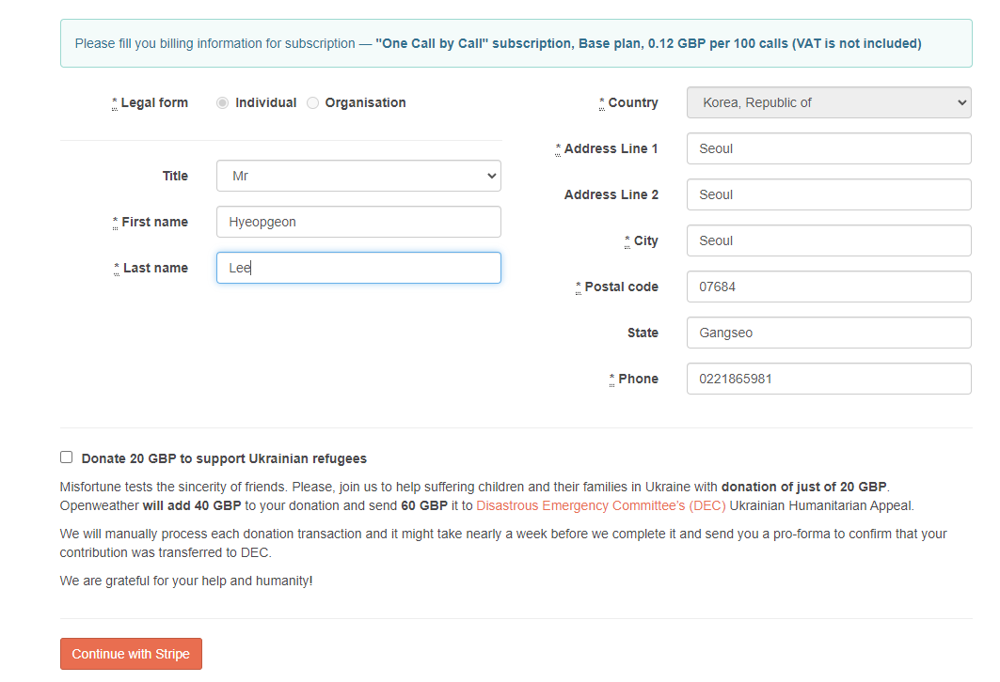 Please fill you billing information for subscription — "One Call by Call" subscription, Base plan, 0.12 GBP per 100 calls (VAT is not included)
* Legal form Individual Organisation
Title Mr
* First name Hyeopgeon
* Last name Lee
* Country Korea, Republic of
* Address Line 1 Seoul
Address Line 2 Seoul
* City Seoul
* Postal code 07684
State Gangseo
* Phone 0221865981
Donate 20 GBP to support Ukrainian refugees
Misfortune tests the sincerity of friends. Please, join us to help suffering children and their families in Ukraine with donation of just of 20 GBP.
Openweather will add 40 GBP to your donation and send 60 GBP it to Disastrous Emergency Committee's (DEC) Ukrainian Humanitarian Appeal.
We will manually process each donation transaction and it might take nearly a week before we complete it and send you a pro-forma to confirm that your
contribution was transferred to DEC.
We are grateful for your help and humanity!
Continue with Stripe